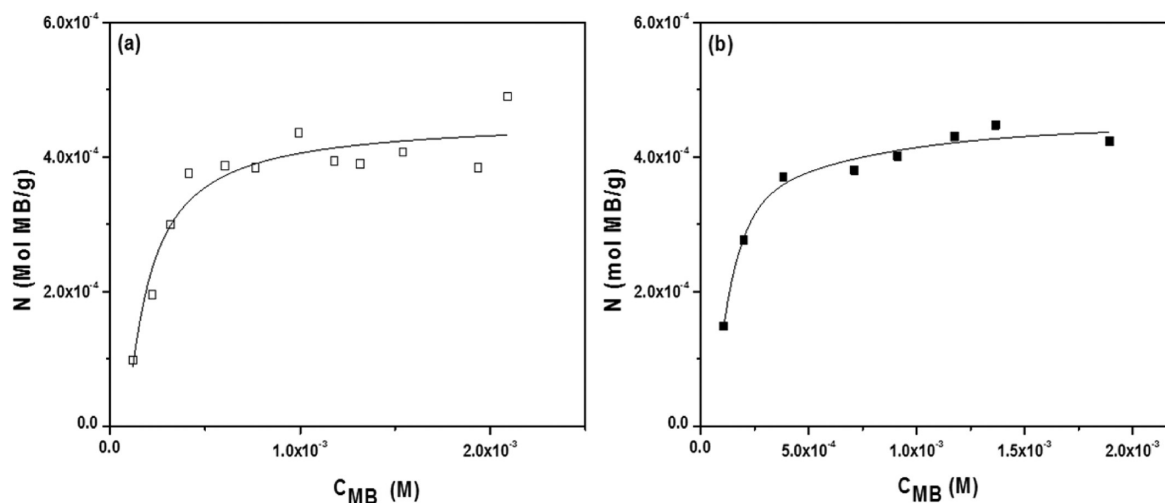 (a)
6.0x10⁻⁴
4.0x10⁻⁴
2.0x10⁻⁴
0.0
N (Mol MB/g)
0.0
1.0x10⁻³
2.0x10⁻³
C_MB (M)
(b)
6.0x10⁻⁴
4.0x10⁻⁴
2.0x10⁻⁴
0.0
N (mol MB/g)
0.0
5.0x10⁻⁴
1.0x10⁻³
1.5x10⁻³
2.0x10⁻³
C_MB (M)